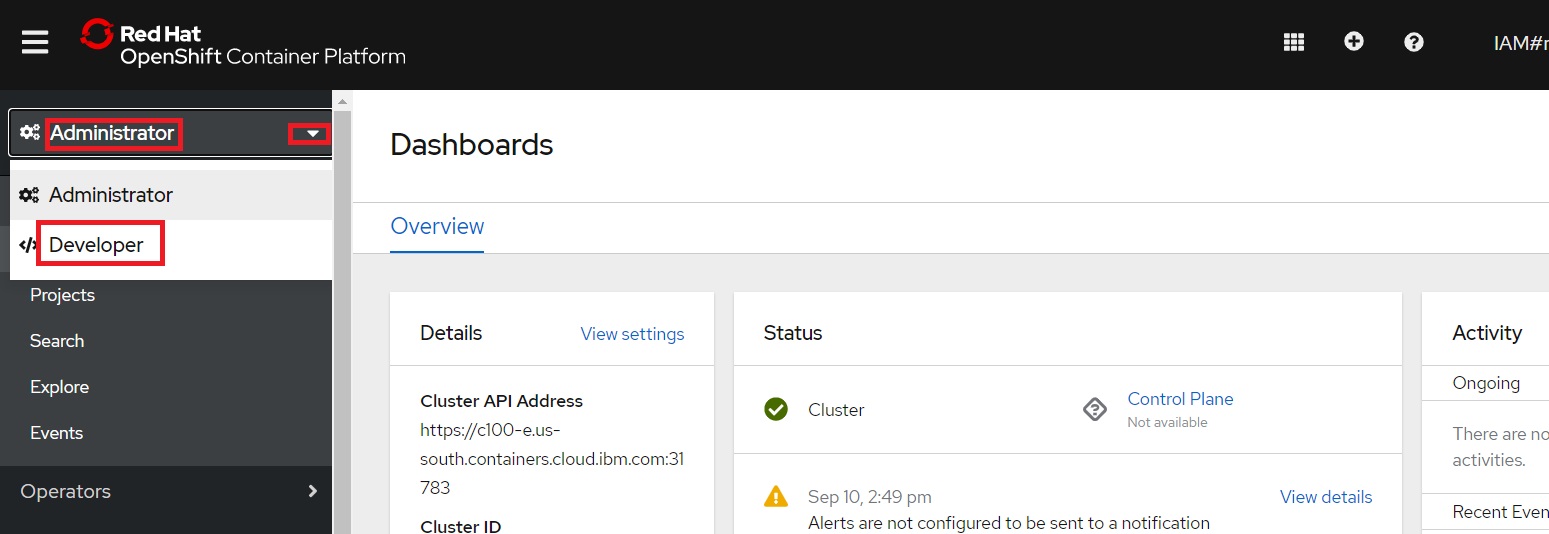 Red Hat
OpenShift Container Platform
IAM#
Administrator
Administrator
Developer
Projects
Search
Explore
Events
Operators
Dashboards
Overview
Details
View settings
Cluster API Address
https://c100-e.us-
south.containers.cloud.ibm.com:31
783
Cluster ID
Status
Cluster
Control Plane
Not available
Sep 10, 2:49 pm
View details
Alerts are not configured to be sent to a notification
Activity
Ongoing
There are no
activities.
Recent Even